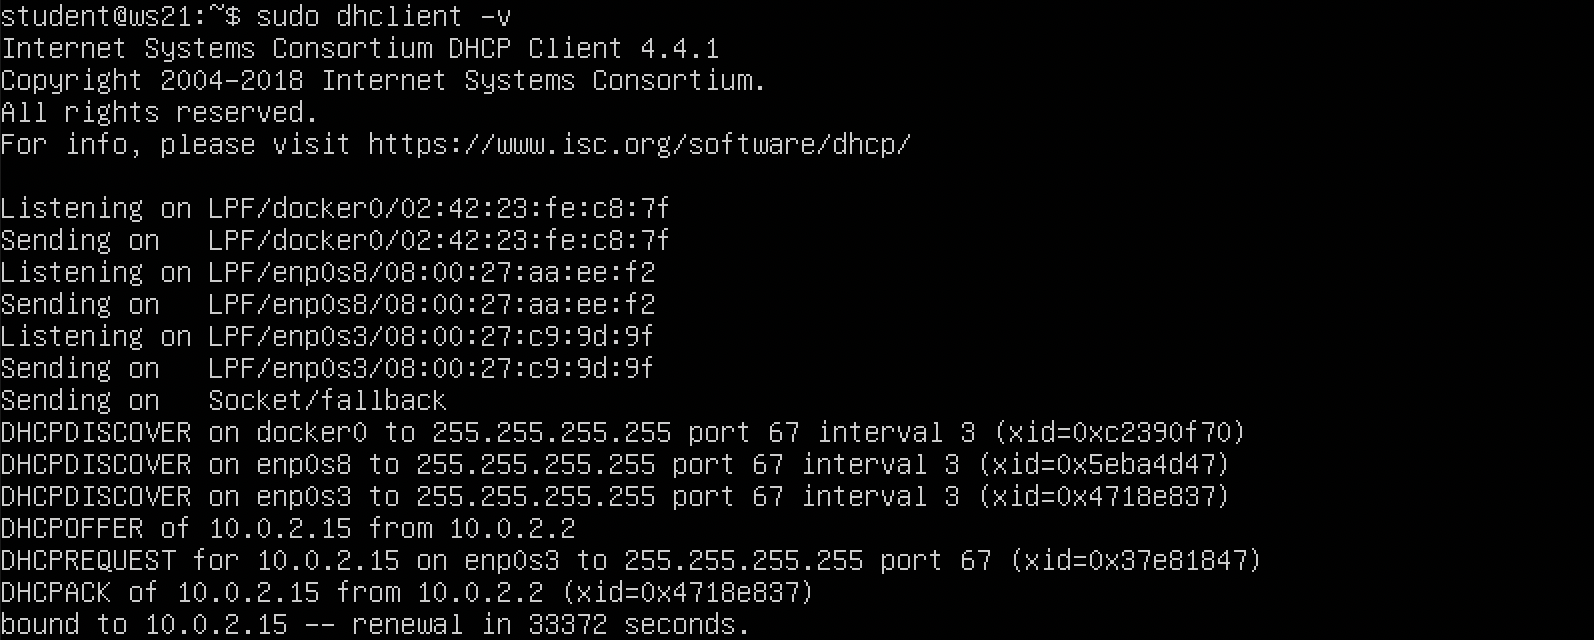 student@ws21:~$ sudo dhclient -v
Internet Systems Consortium DHCP Client 4.4.1
Copyright 2004-2018 Internet Systems Consortium.
All rights reserved.
For info, please visit https://www.isc.org/software/dhcp/
Listening on LPF/docker0/02:42:23:fe:c8:7f
Sending on   LPF/docker0/02:42:23:fe:c8:7f
Listening on LPF/enp0s8/08:00:27:aa:ee:f2
Sending on   LPF/enp0s8/08:00:27:aa:ee:f2
Listening on LPF/enp0s3/08:00:27:c9:9d:9f
Sending on   LPF/enp0s3/08:00:27:c9:9d:9f
Sending on   Socket/fallback
DHCPDISCOVER on docker0 to 255.255.255.255 port 67 interval 3 (xid=0xc2390f70)
DHCPDISCOVER on enp0s8 to 255.255.255.255 port 67 interval 3 (xid=0x5eba4d47)
DHCPDISCOVER on enp0s3 to 255.255.255.255 port 67 interval 3 (xid=0x4718e837)
DHCPOFFER of 10.0.2.15 from 10.0.2.2
DHCPREQUEST for 10.0.2.15 on enp0s3 to 255.255.255.255 port 67 (xid=0x37e81847)
DHCPACK of 10.0.2.15 from 10.0.2.2 (xid=0x4718e837)
bound to 10.0.2.15 -- renewal in 33372 seconds.